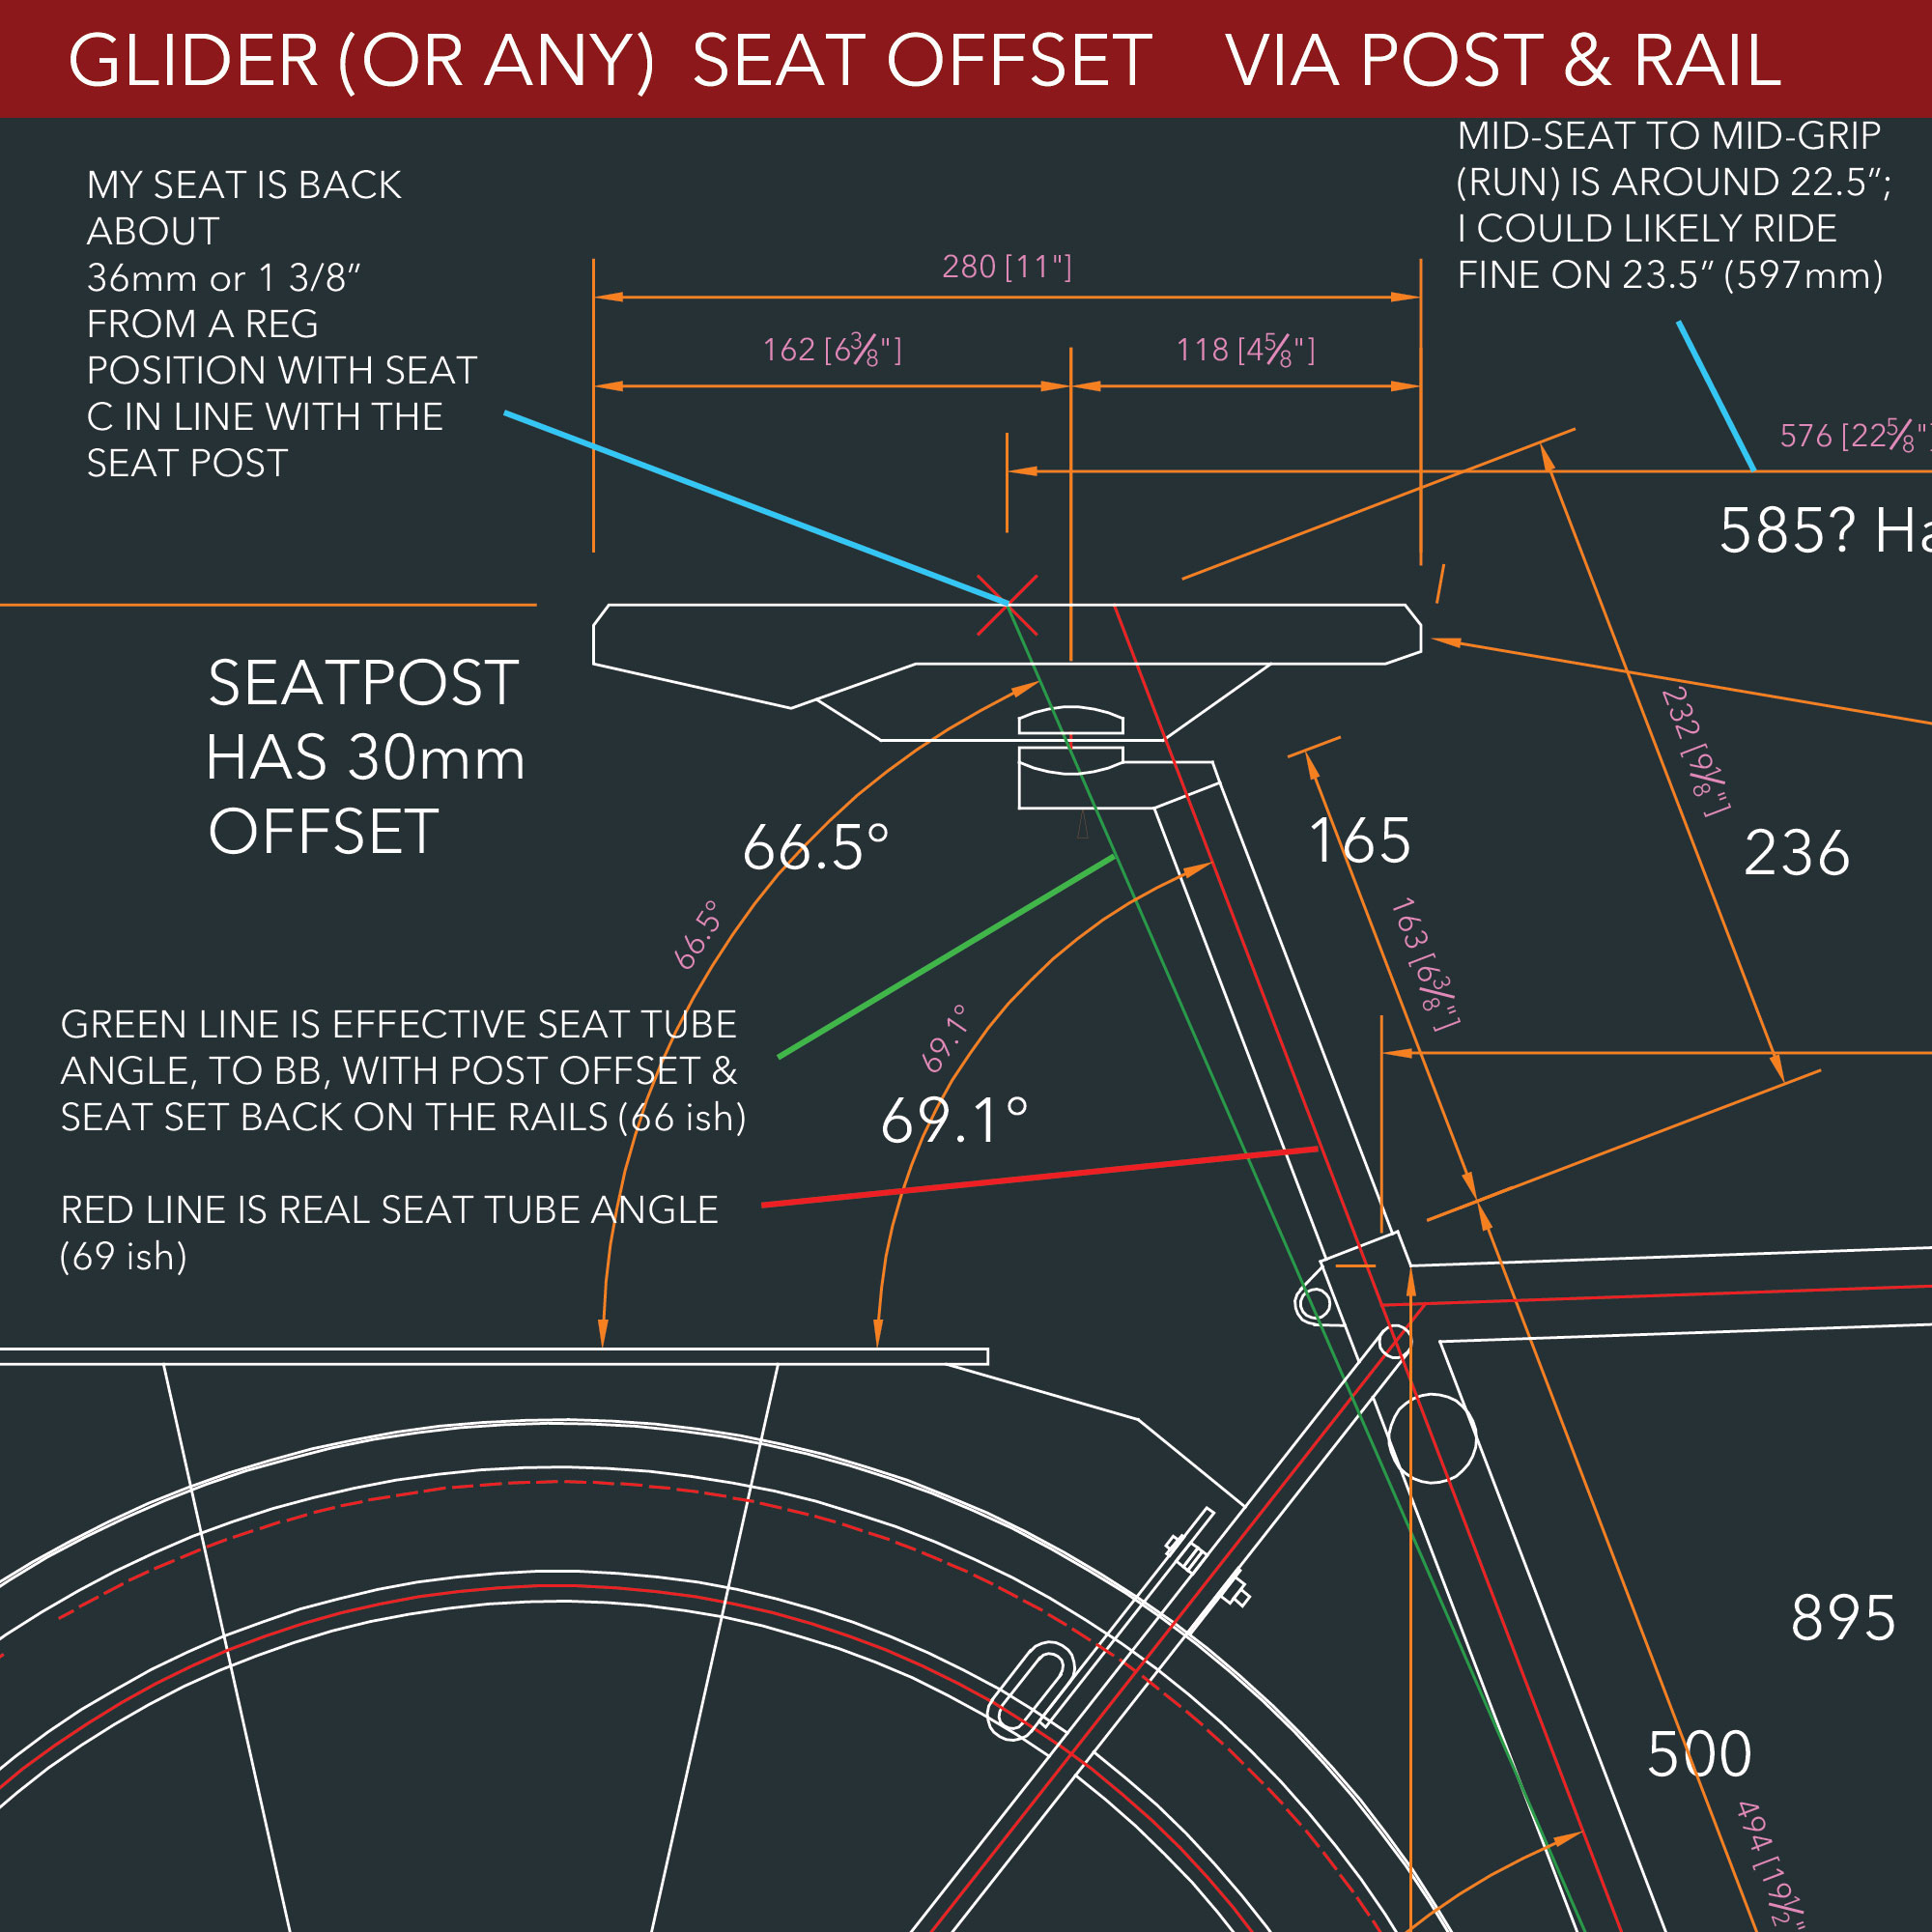 GLIDER (OR ANY) SEAT OFFSET VIA POST & RAIL
MY SEAT IS BACK
ABOUT
36mm or 1 3/8”
FROM A REG
POSITION WITH SEAT
C IN LINE WITH THE
SEAT POST
MID-SEAT TO MID-GRIP
(RUN) IS AROUND 22.5”;
I COULD LIKELY RIDE
FINE ON 23.5” (597mm)
280 [11"]
162 [6⅜"]
118 [4⅝"]
576 [22⅝"]
585? Ha
SEATPOST
HAS 30mm
OFFSET
232 [9⅛"]
236
66.5°
66.5°
165
163 [6⅜"]
GREEN LINE IS EFFECTIVE SEAT TUBE
ANGLE, TO BB, WITH POST OFFSET &
SEAT SET BACK ON THE RAILS (66 ish)
69.1°
69.1°
RED LINE IS REAL SEAT TUBE ANGLE
(69 ish)
895
500
494 [19½"